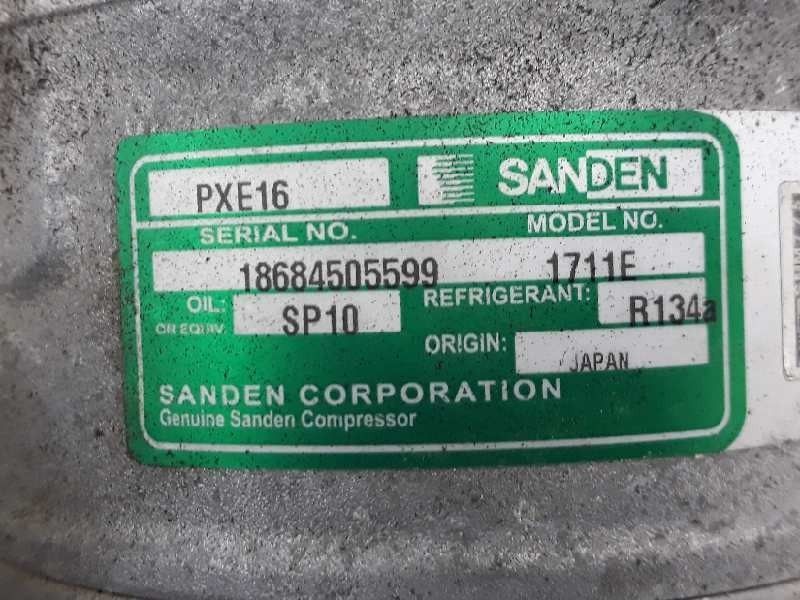 PXE16 SANDEN
SERIAL NO. MODEL NO.
18684505599 1711E
OIL: SP10 REFRIGERANT: R134a
OR EQUIV.
ORIGIN: JAPAN
SANDEN CORPORATION
Genuine Sanden Compressor